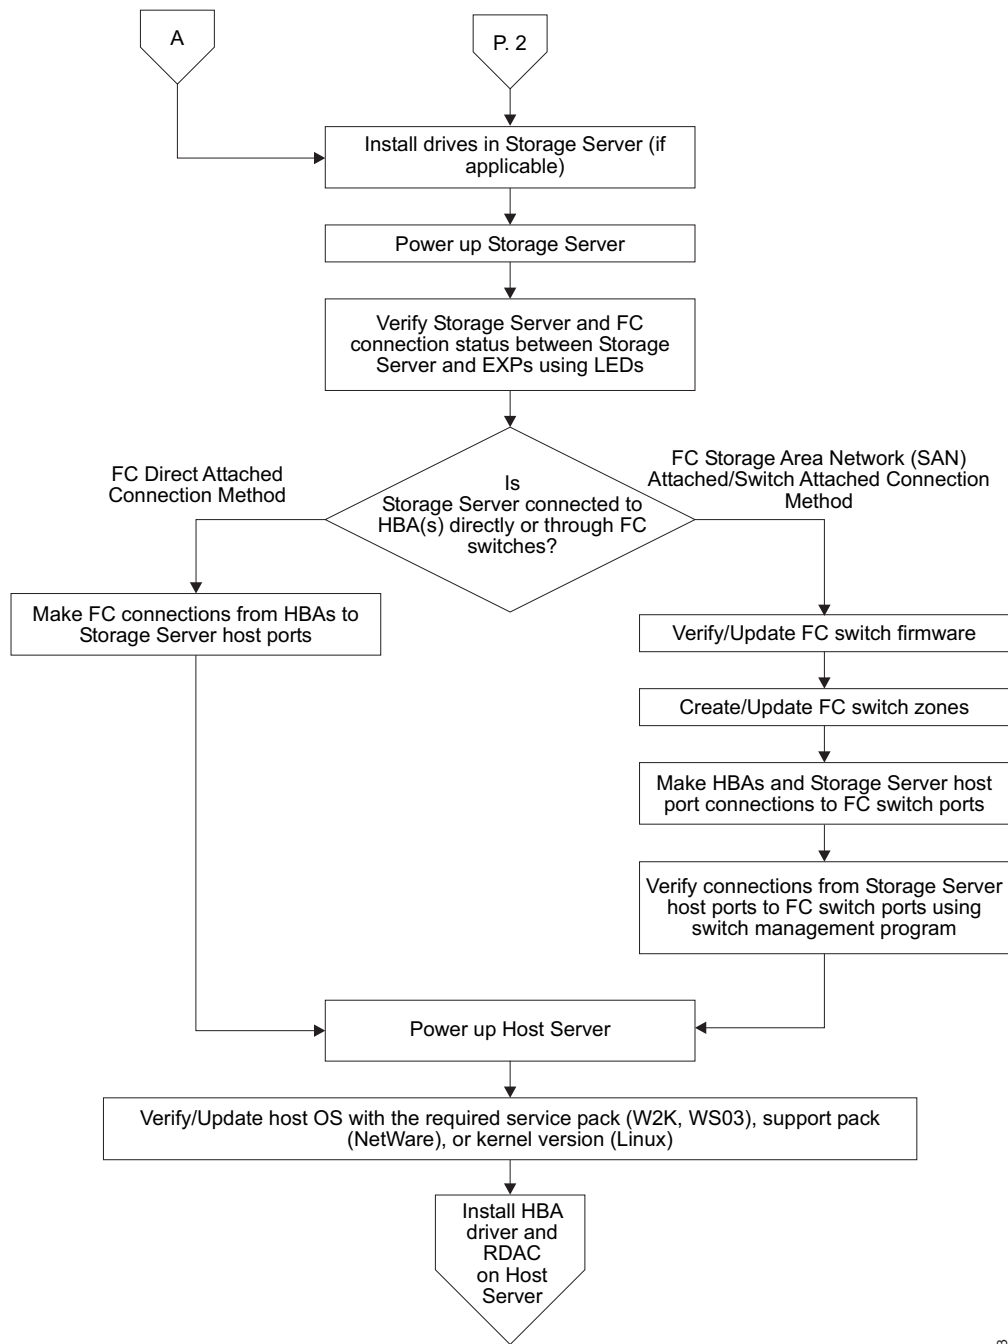 A
P. 2
Install drives in Storage Server (if
applicable)
Power up Storage Server
Verify Storage Server and FC
connection status between Storage
Server and EXPs using LEDs
FC Direct Attached
Connection Method
Is
Storage Server connected to
HBA(s) directly or through FC
switches?
FC Storage Area Network (SAN)
Attached/Switch Attached Connection
Method
Make FC connections from HBAs to
Storage Server host ports
Verify/Update FC switch firmware
Create/Update FC switch zones
Make HBAs and Storage Server host
port connections to FC switch ports
Verify connections from Storage Server
host ports to FC switch ports using
switch management program
Power up Host Server
Verify/Update host OS with the required service pack (W2K, WS03), support pack
(NetWare), or kernel version (Linux)
Install HBA
driver and
RDAC
on Host
Server